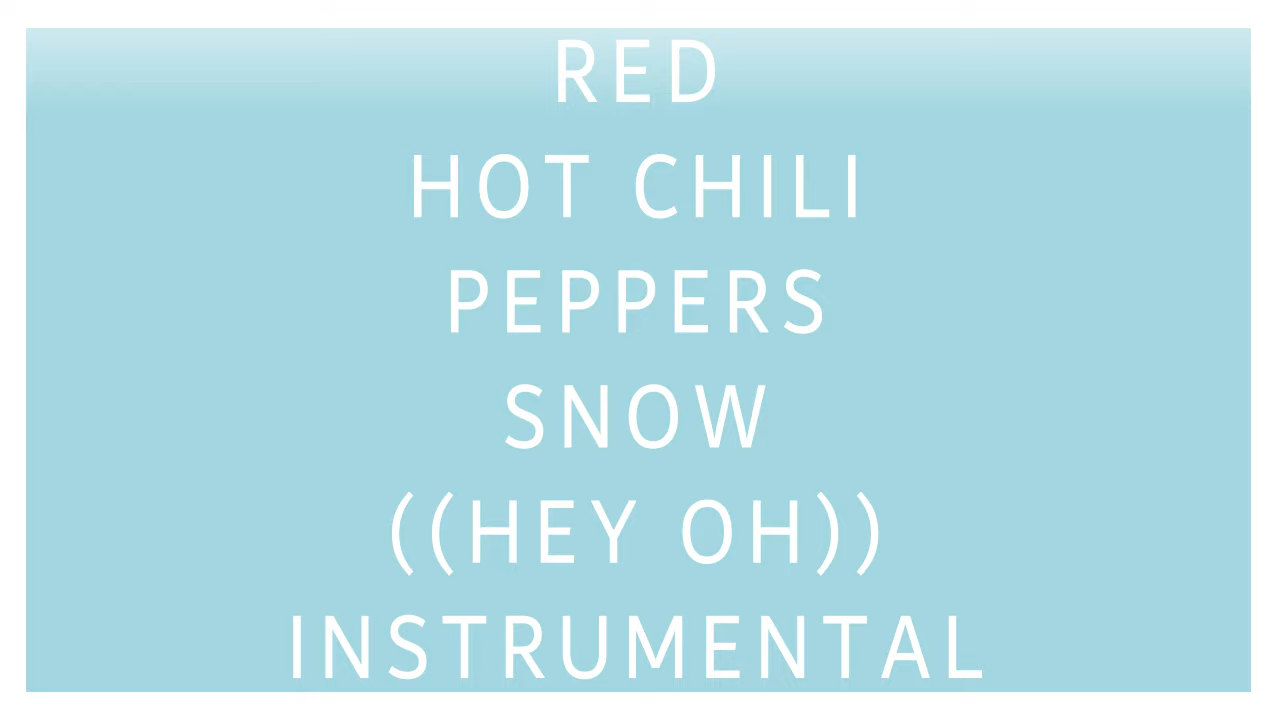 RED
HOT CHILI
PEPPERS
SNOW
((HEY OH))
INSTRUMENTAL